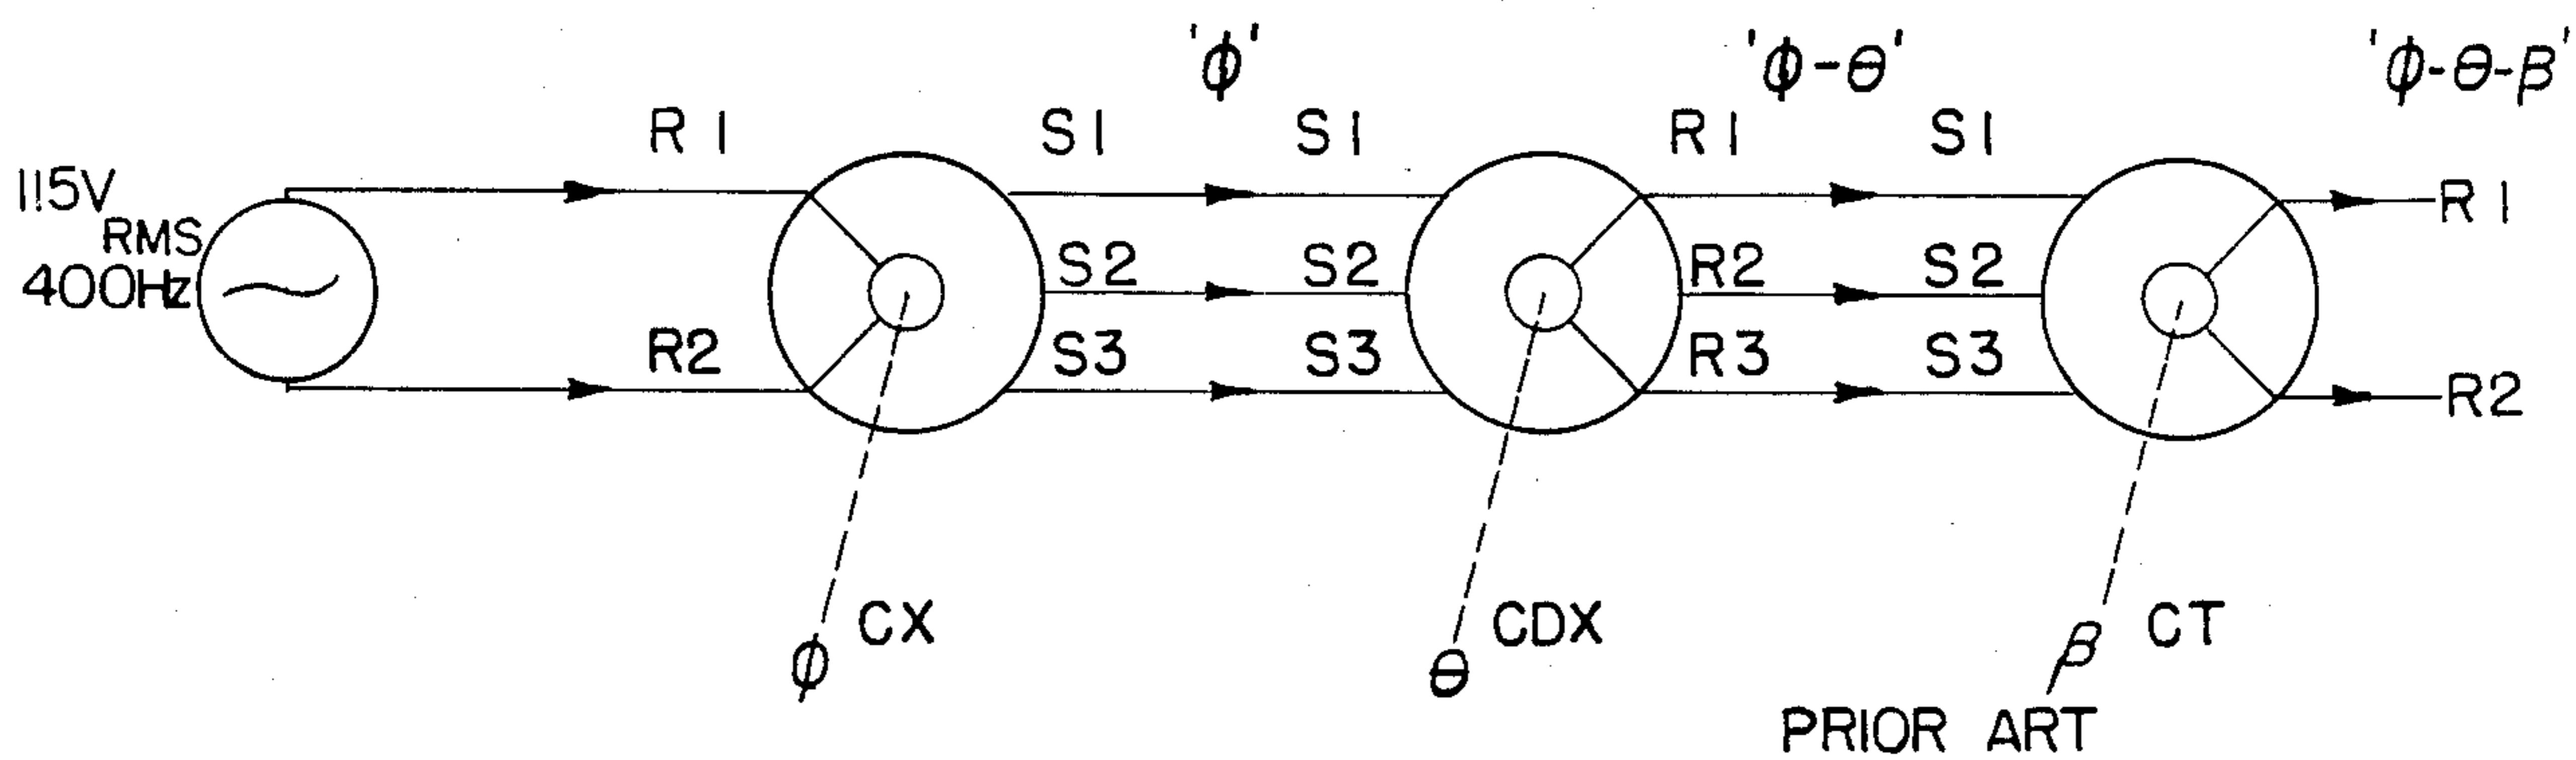 'ϕ' 'ϕ-θ' 'ϕ-θ-β'
R1 S1 S1 R1 S1
115V
RMS
400Hz
R1
S2 S2 R2 S2
R2 S3 S3 R3 S3
R2
CX CDX CT
ϕ θ β
PRIOR ART